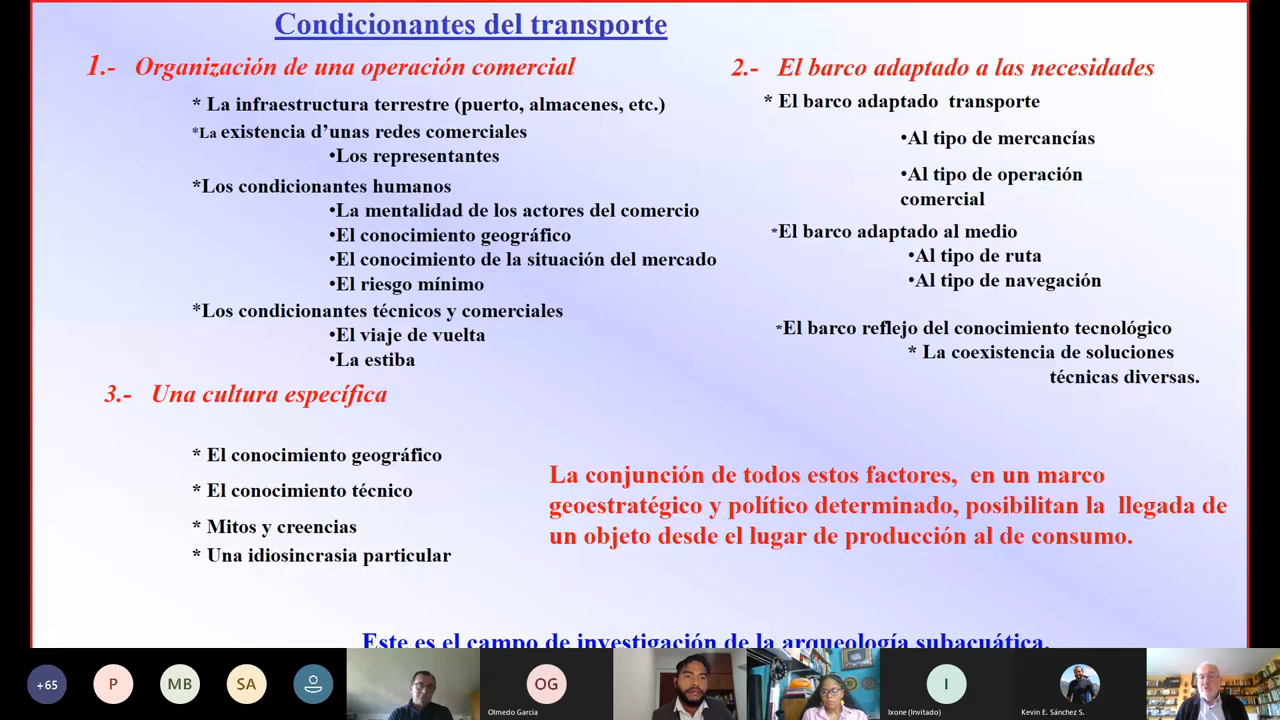 Condicionantes del transporte
1.- Organización de una operación comercial
* La infraestructura terrestre (puerto, almacenes, etc.)
*La existencia d’unas redes comerciales
•Los representantes
*Los condicionantes humanos
•La mentalidad de los actores del comercio
•El conocimiento geográfico
•El conocimiento de la situación del mercado
•El riesgo mínimo
*Los condicionantes técnicos y comerciales
•El viaje de vuelta
•La estiba
2.- El barco adaptado a las necesidades
* El barco adaptado transporte
•Al tipo de mercancías
•Al tipo de operación
comercial
*El barco adaptado al medio
•Al tipo de ruta
•Al tipo de navegación
*El barco reflejo del conocimiento tecnológico
* La coexistencia de soluciones
técnicas diversas.
3.- Una cultura específica
* El conocimiento geográfico
* El conocimiento técnico
* Mitos y creencias
* Una idiosincrasia particular
La conjunción de todos estos factores, en un marco
geoestratégico y político determinado, posibilitan la llegada de
un objeto desde el lugar de producción al de consumo.
Este es el campo de investigación de la arqueología subacuática.
+65
P
MB
SA
OG
Olmedo Garcia
I
Ixone (Invitado)
Kevin E. Sánchez S.